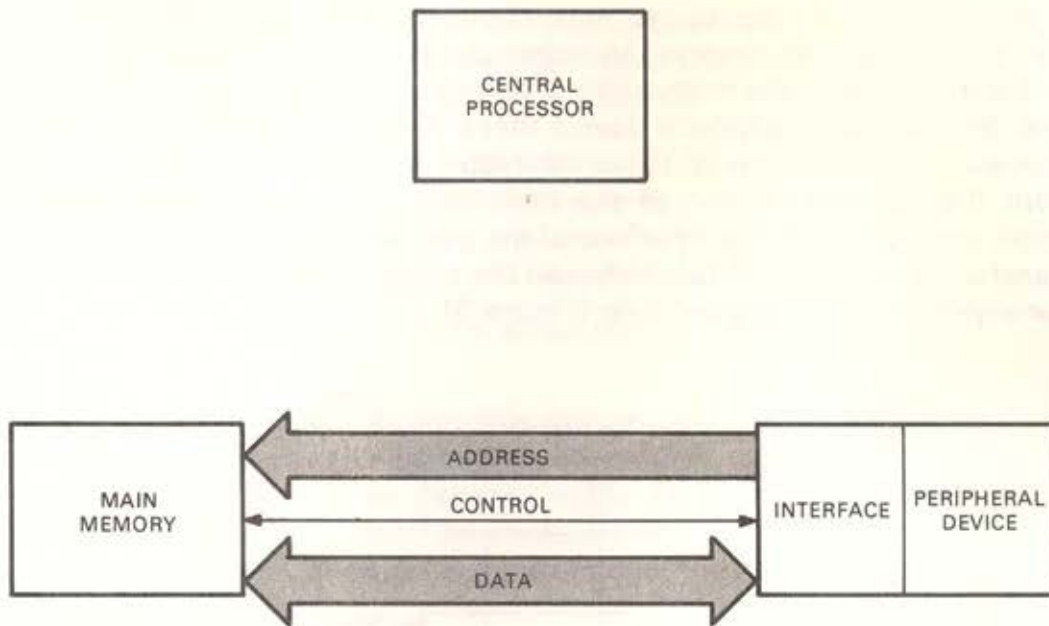 CENTRAL
PROCESSOR
ADDRESS
MAIN
MEMORY
CONTROL
INTERFACE
PERIPHERAL
DEVICE
DATA